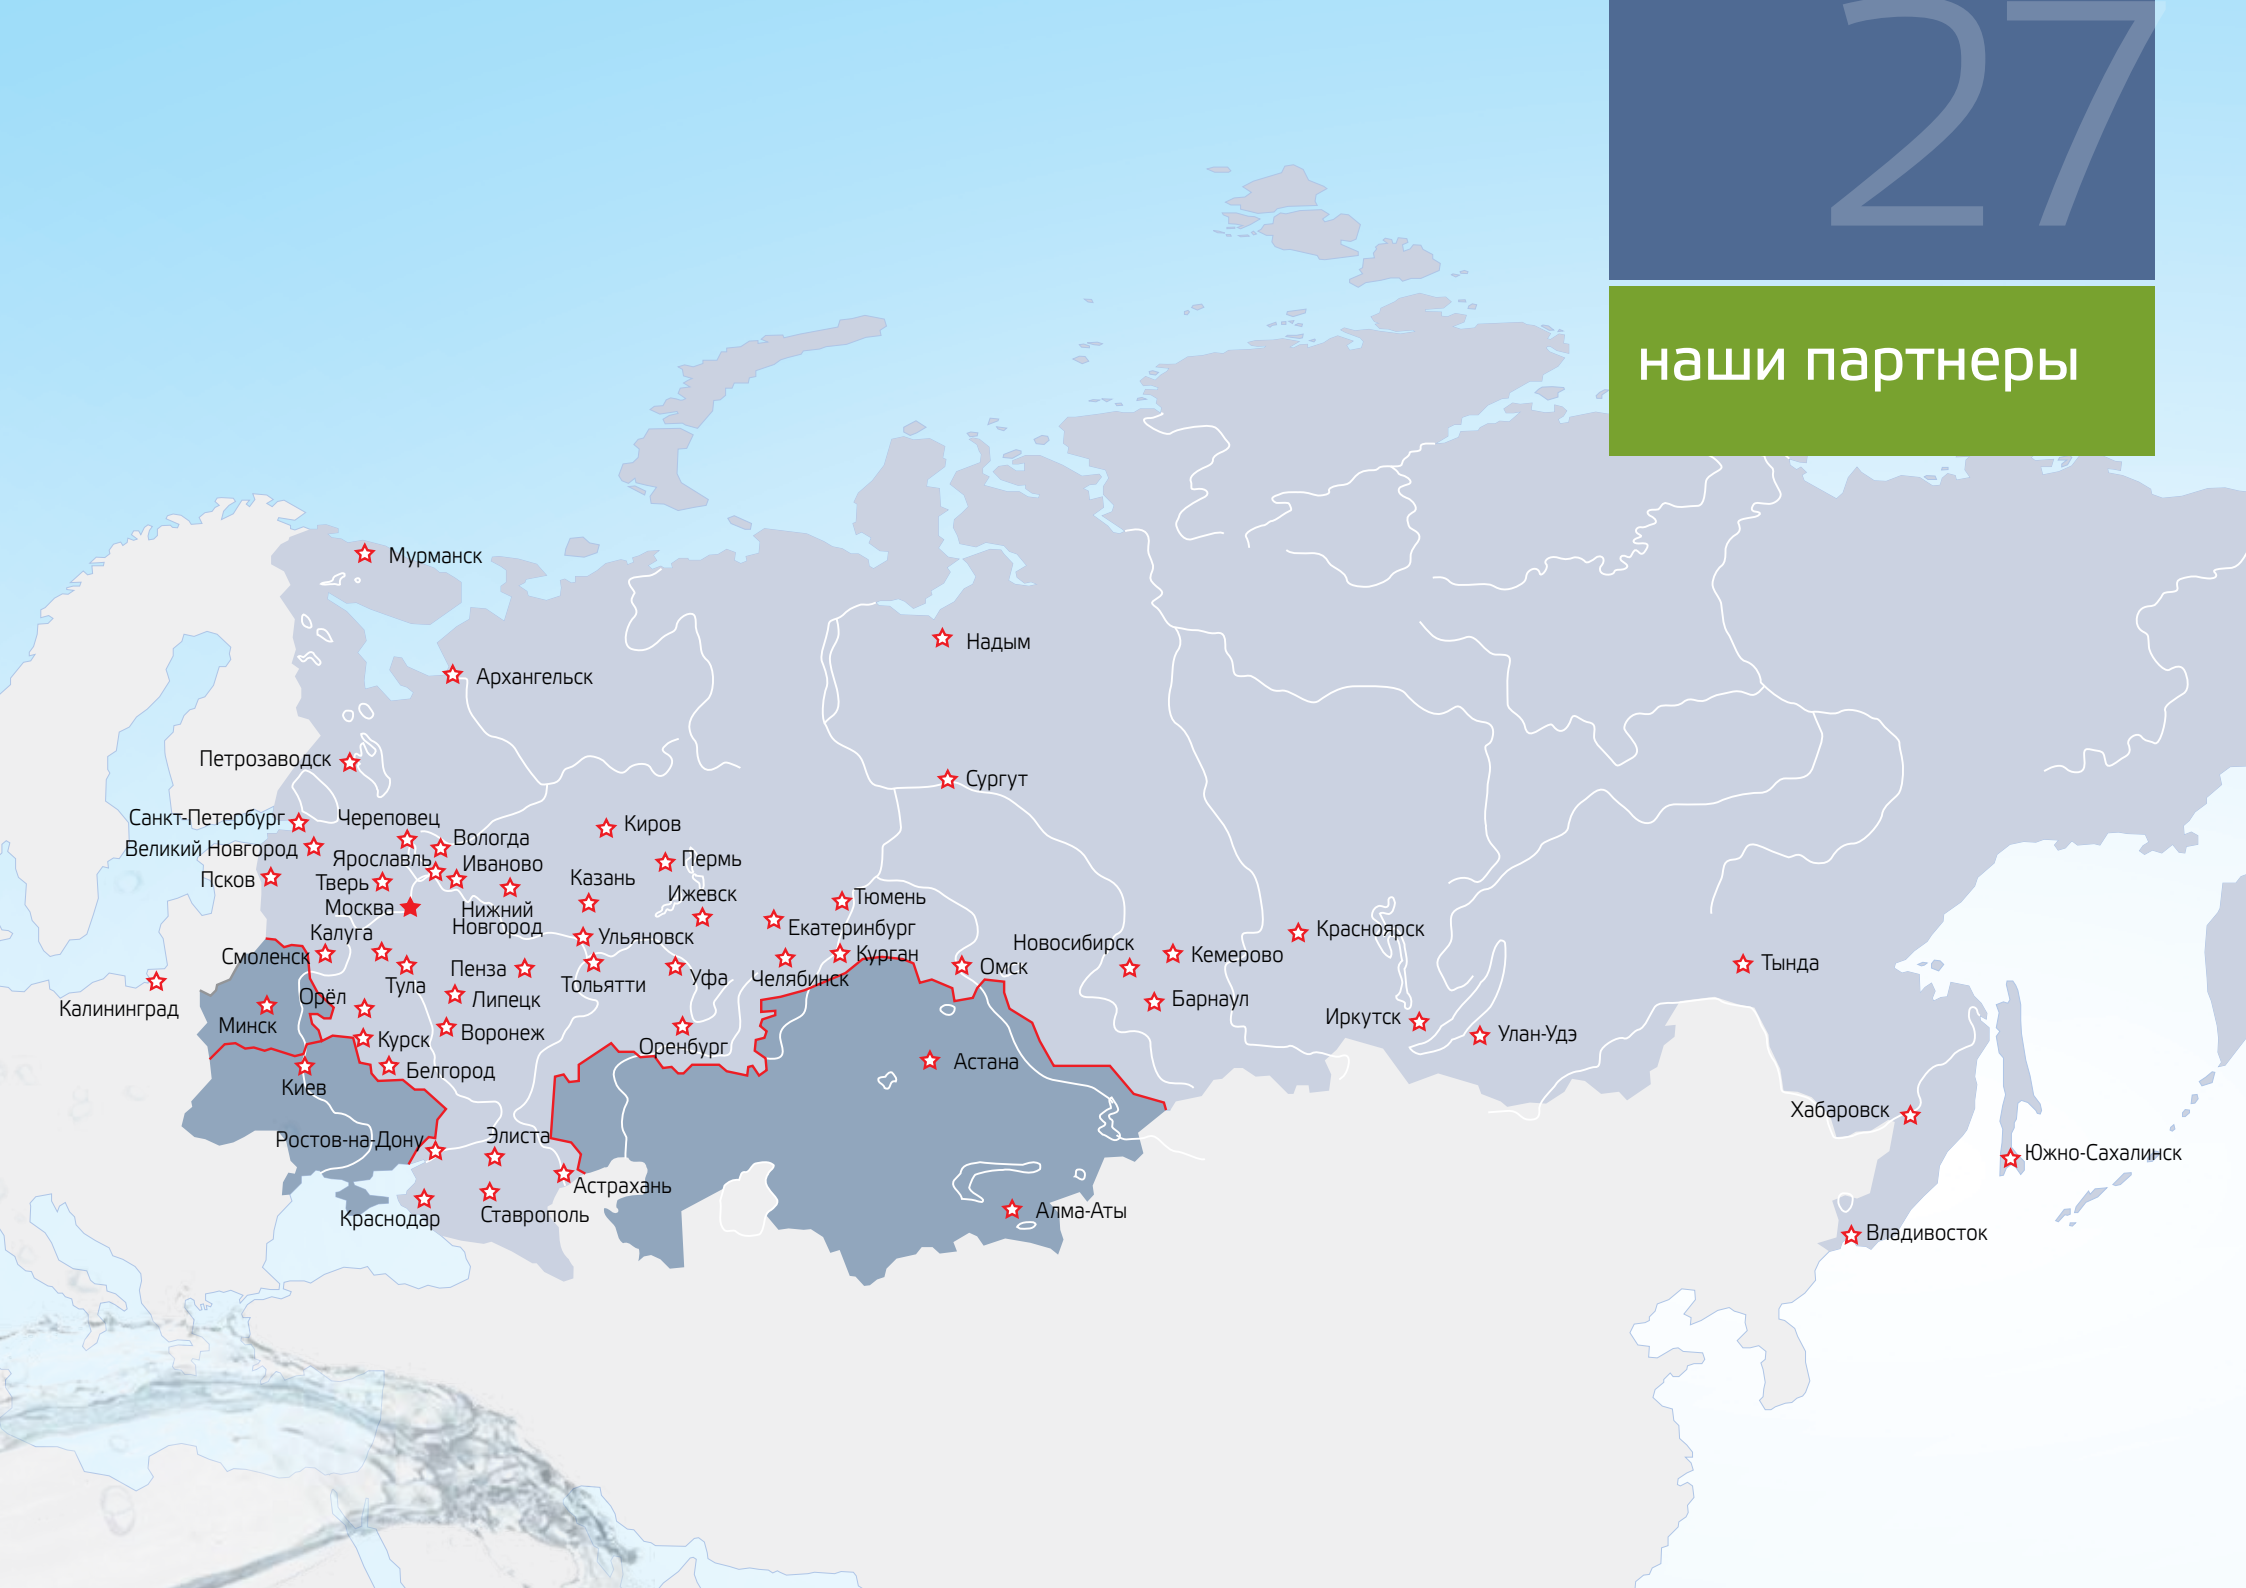 27
наши партнеры
Мурманск
Надым
Архангельск
Петрозаводск
Сургут
Санкт-Петербург
Череповец
Киров
Вологда
Великий Новгород
Ярославль
Иваново
Пермь
Псков
Тверь
Казань
Ижевск
Тюмень
Москва
Нижний
Новгород
Екатеринбург
Красноярск
Калуга
Ульяновск
Новосибирск
Смоленск
Курган
Кемерово
Тында
Пенза
Омск
Уфа
Челябинск
Тула
Тольятти
Орёл
Липецк
Барнаул
Калининград
Иркутск
Минск
Воронеж
Улан-Удэ
Курск
Оренбург
Астана
Белгород
Киев
Хабаровск
Ростов-на-Дону
Элиста
Южно-Сахалинск
Астрахань
Краснодар
Ставрополь
Алма-Аты
Владивосток